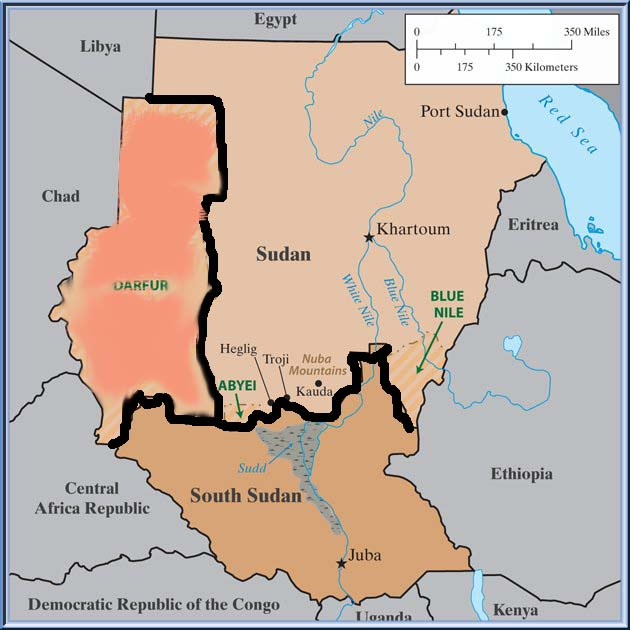 Egypt
Libya
0 175 350 Miles
0 175 350 Kilometers
Port Sudan
Red Sea
Nile
Chad
Khartoum
Eritrea
Sudan
DARFUR
White Nile
Blue Nile
BLUE
NILE
Heglig
Troji
Nuba
Mountains
ABYEI
Kauda
Sudd
Ethiopia
Central
Africa Republic
South Sudan
Juba
Democratic Republic of the Congo
Uganda
Kenya